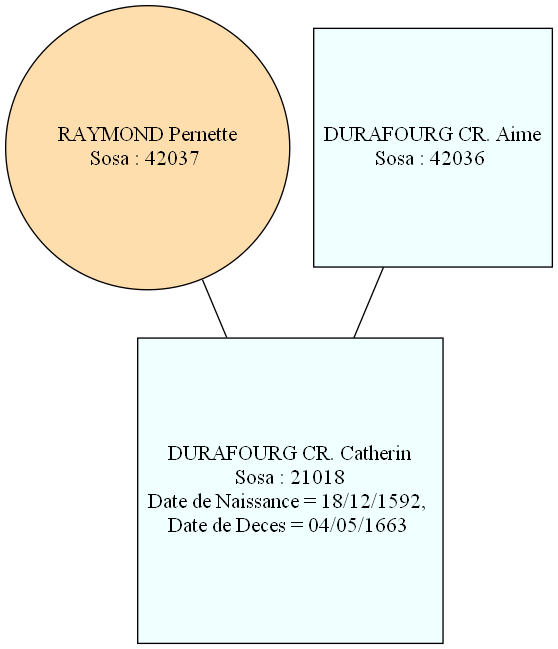 RAYMOND Pernette
Sosa : 42037
DURAFOURG CR. Aime
Sosa : 42036
DURAFOURG CR. Catherin
Sosa : 21018
Date de Naissance = 18/12/1592,
Date de Deces = 04/05/1663